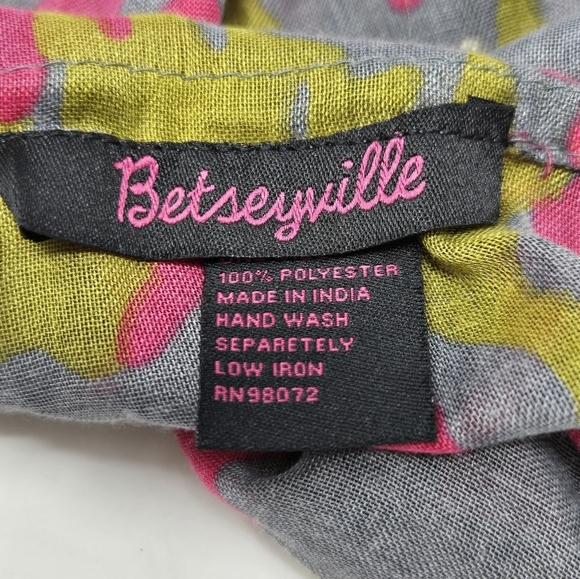 Betseyville
100% POLYESTER
MADE IN INDIA
HAND WASH
SEPARETELY
LOW IRON
RN98072